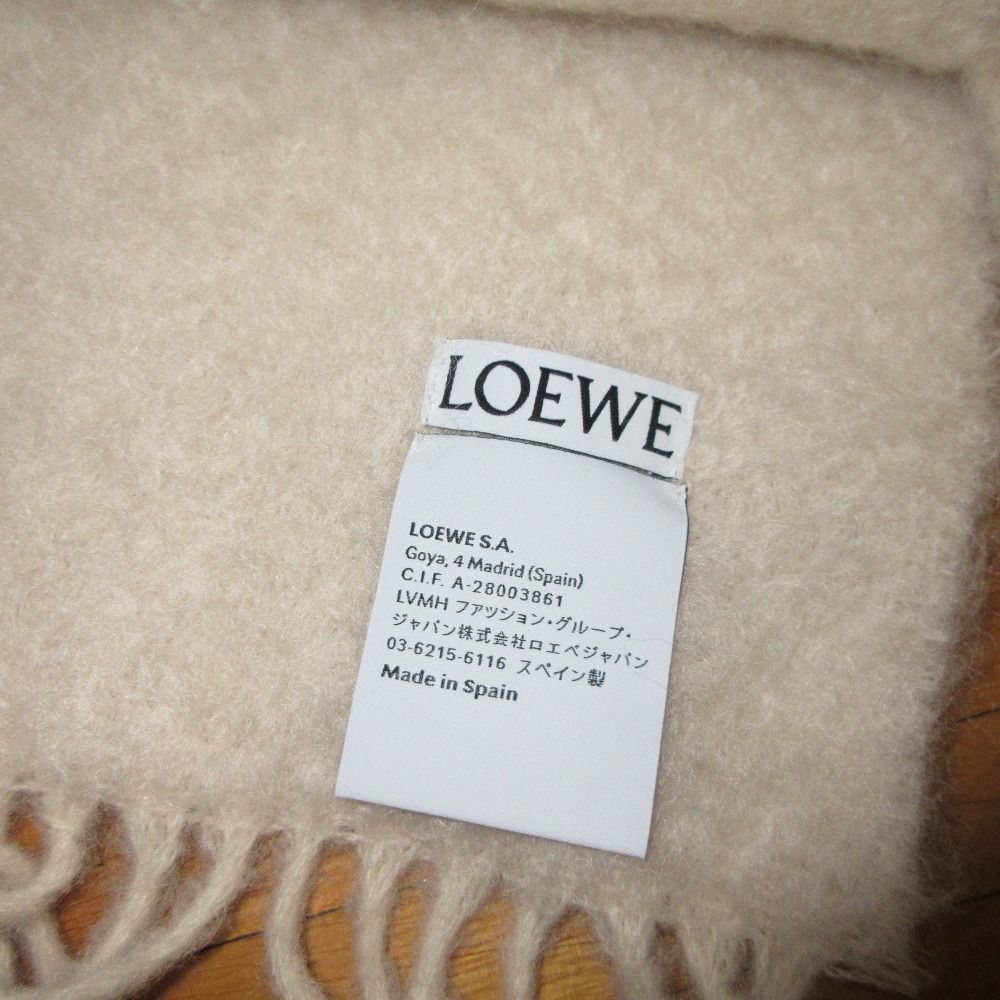 LOEWE
LOEWE S.A.
Goya, 4 Madrid (Spain)
C.I.F. A-28003861
LVMH ファッション・グループ・
ジャパン株式会社ロエベジャパン
03-6215-6116 スペイン製
Made in Spain